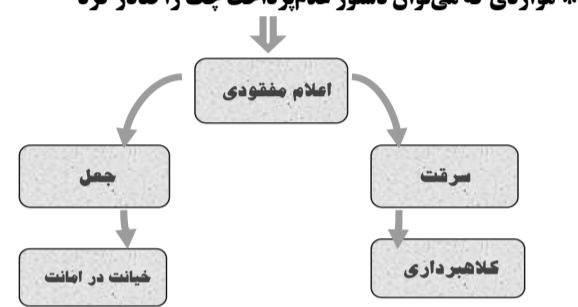 * مواردی که می‌توان دستور عدم‌پرداخت چک را صادر کرد
اعلام مفقودی
جعل
سرقت
خیانت در امانت
کلاهبرداری